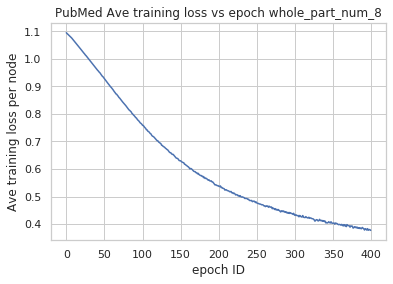 PubMed Ave training loss vs epoch whole_part_num_8
Ave training loss per node
1.1
1.0
0.9
0.8
0.7
0.6
0.5
0.4
0 50 100 150 200 250 300 350 400
epoch ID